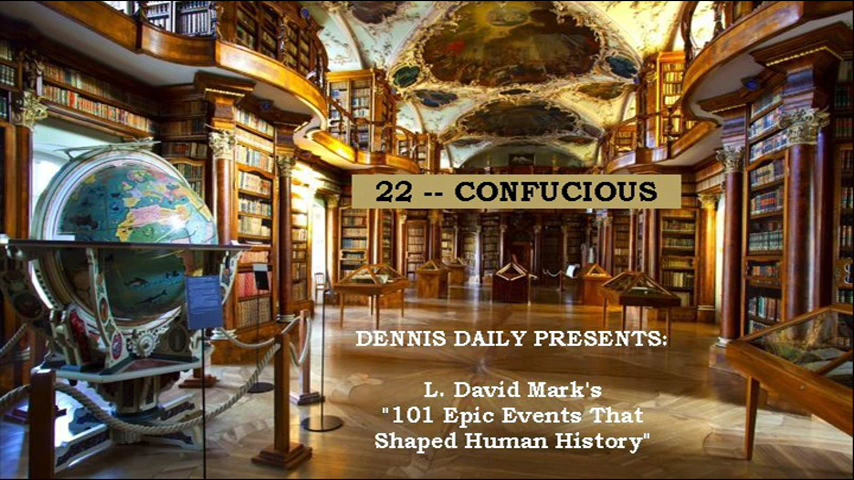 22 -- CONFUCIOUS
DENNIS DAILY PRESENTS:
L. David Mark's
"101 Epic Events That
Shaped Human History"